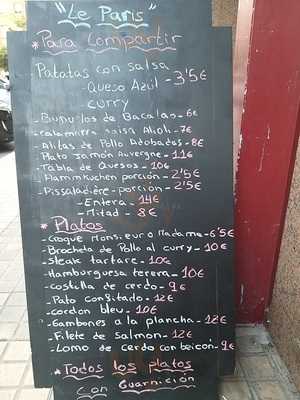 "Le Paris"
* Para Compartir
Patatas con salsa
Queso Azúl - 3'5€
curry
- Buñu los de Bacalao - 6€
- calamares salsa Alioli - 7€
- Alitas de Pollo Adobadas - 8€
- Plato Jamón Auvergne - 11€
- Tabla de Quesos - 10€
- Flammkuchen porción - 2'5€
- Pissaladière - porción - 2'5€
- Entera - 14€
- Mitad - 8€
* Platos
- Croque Mons, eur o Madame - 6'5€
- Brocheta de Pollo al curry - 10€
- Steak tartare - 10€
- Hamburguesa ternera - 10€
- Costilla de cerdo - 9€
- Pato confitado - 12€
- cordon bleu - 10€
- Gambones a la plancha - 12€
- Filete de salmon - 12€
- Lomo de cerdo con beicon - 9€
* Todos los platos
con Guarnición